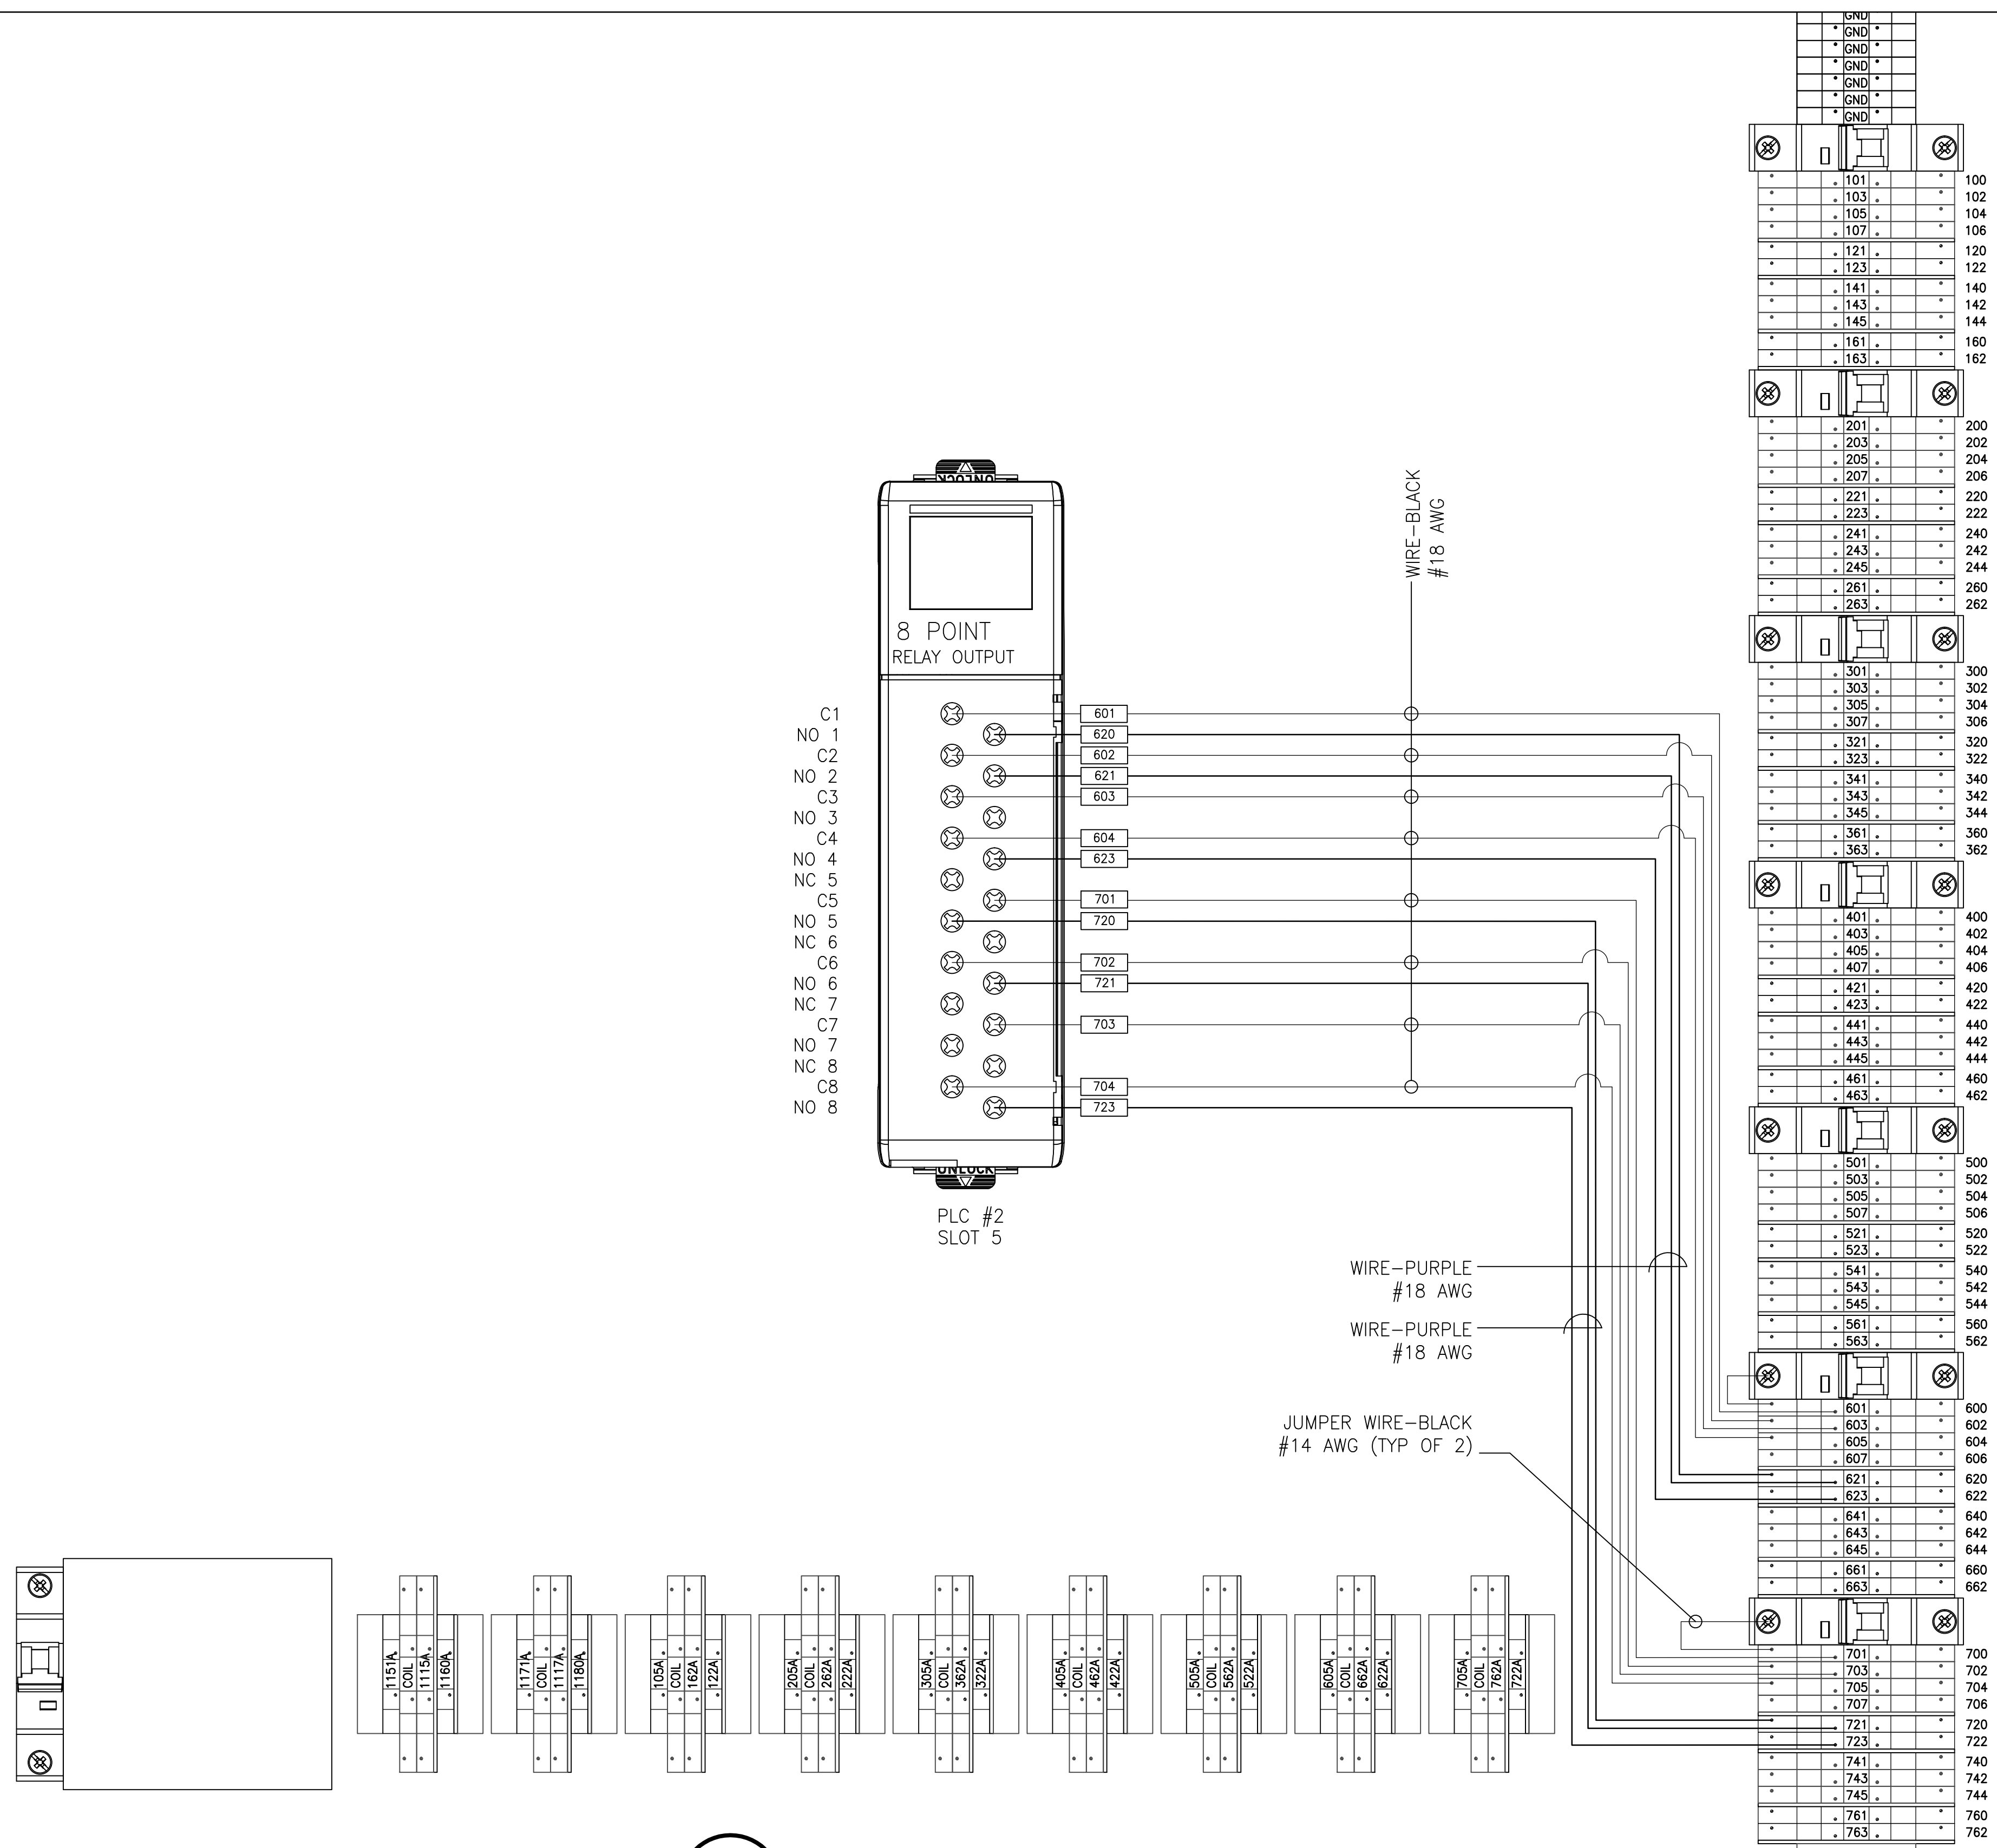 GND
GND
GND
GND
GND
GND
GND
101 100
103 102
105 104
107 106
121 120
123 122
141 140
143 142
145 144
161 160
163 162
201 200
203 202
205 204
207 206
221 220
223 222
241 240
243 242
245 244
261 260
263 262
301 300
303 302
305 304
307 306
321 320
323 322
341 340
343 342
345 344
361 360
363 362
401 400
403 402
405 404
407 406
421 420
423 422
441 440
443 442
445 444
461 460
463 462
501 500
503 502
505 504
507 506
521 520
523 522
541 540
543 542
545 544
561 560
563 562
601 600
603 602
605 604
607 606
621 620
623 622
641 640
643 642
645 644
661 660
663 662
701 700
703 702
705 704
707 706
721 720
723 722
741 740
743 742
745 744
761 760
763 762
UNLOCK
8 POINT
RELAY OUTPUT
C1 601
NO 1 620
C2 602
NO 2 621
C3 603
NO 3
C4 604
NO 4 623
NC 5
C5 701
NO 5 720
NC 6
C6 702
NO 6 721
NC 7
C7 703
NO 7
NC 8
C8 704
NO 8 723
UNLOCK
PLC #2
SLOT 5
WIRE-BLACK
#18 AWG
WIRE-PURPLE
#18 AWG
WIRE-PURPLE
#18 AWG
JUMPER WIRE-BLACK
#14 AWG (TYP OF 2)
1151A
COIL
1115A
1160A
1171A
COIL
1117A
1180A
105A
COIL
162A
122A
205A
COIL
262A
222A
305A
COIL
362A
322A
405A
COIL
462A
422A
505A
COIL
562A
522A
605A
COIL
662A
622A
705A
COIL
762A
722A